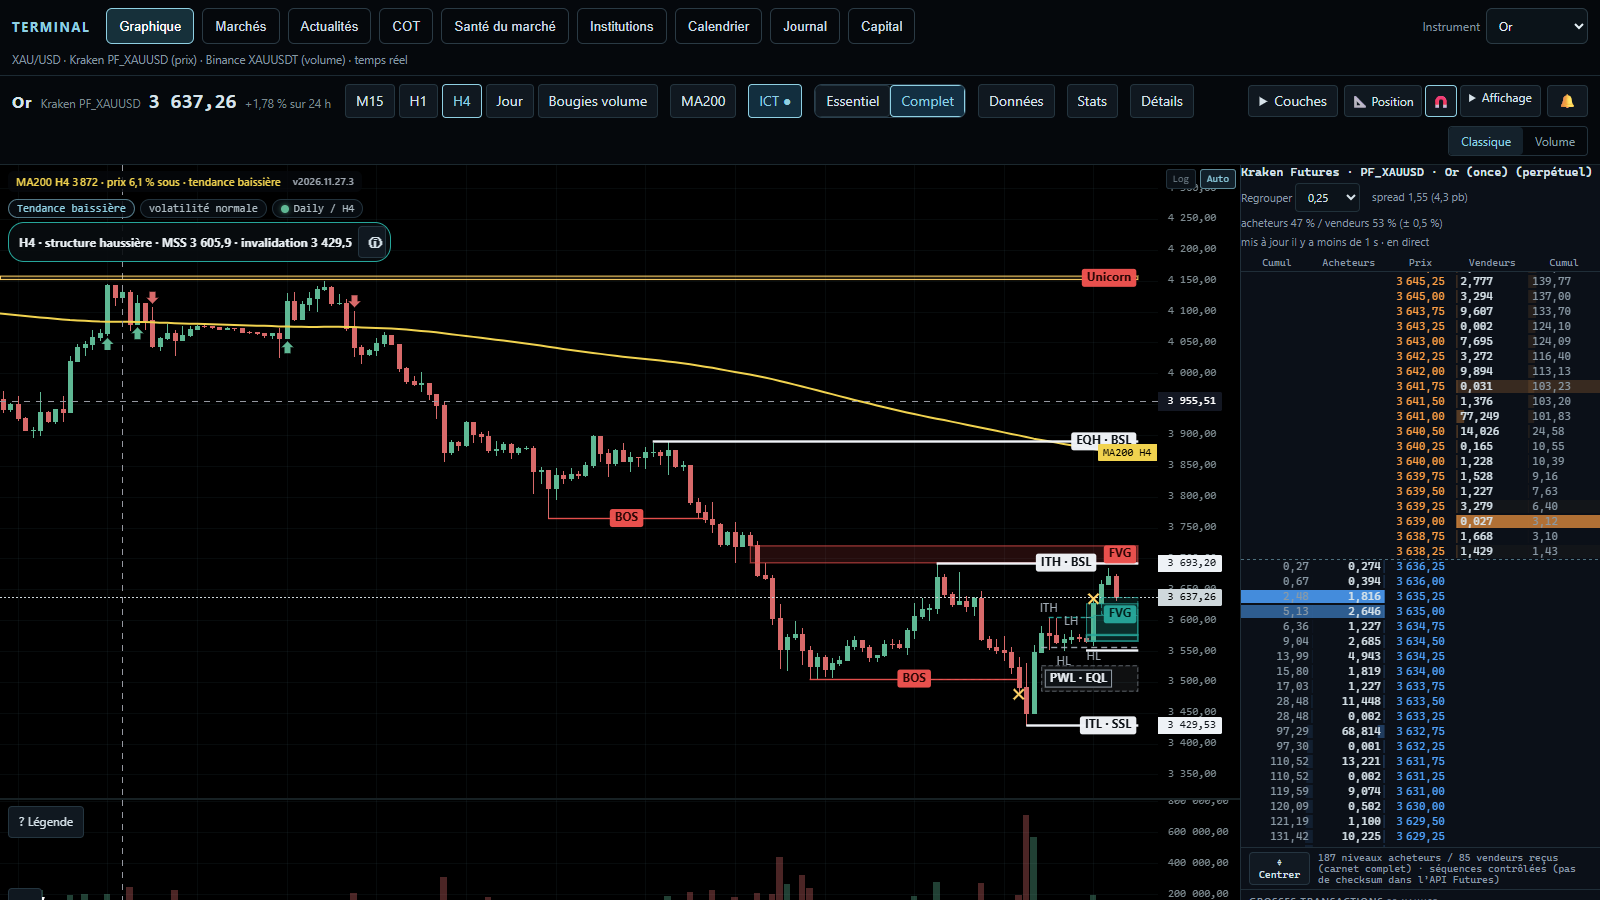 TERMINAL Graphique Marchés Actualités COT Santé du marché Institutions Calendrier Journal Capital Instrument Or
XAU/USD · Kraken PF_XAUUSD (prix) · Binance XAUUSDT (volume) · temps réel
Or Kraken PF_XAUUSD 3 637,26 +1,78 % sur 24 h M15 H1 H4 Jour Bougies volume MA200 ICT ● Essentiel Complet Données Stats Détails ▶ Couches Position ▶ Affichage
Classique Volume
MA200 H4 3 872 · prix 6,1 % sous · tendance baissière v2026.11.27.3
Tendance baissière volatilité normale Daily / H4
H4 · structure haussière · MSS 3 605,9 · invalidation 3 429,5
Log Auto
4 250,00
4 200,00
4 150,00
4 100,00
4 050,00
4 000,00
3 955,51
3 900,00
3 850,00
3 800,00
3 750,00
3 693,20
3 637,26
3 600,00
3 550,00
3 500,00
3 450,00
3 429,53
3 400,00
3 350,00
Unicorn
EQH · BSL
MA200 H4
BOS
FVG
ITH · BSL
ITH
LH
FVG
HL
HL
BOS
PWL · EQL
ITL · SSL
? Légende
800 000,00
600 000,00
400 000,00
200 000,00
Kraken Futures · PF_XAUUSD · Or (once) (perpétuel)
Regrouper 0,25 spread 1,55 (4,3 pb)
acheteurs 47 % / vendeurs 53 % (± 0,5 %)
mis à jour il y a moins de 1 s · en direct
Cumul Acheteurs Prix Vendeurs Cumul
3 645,25 2,777 139,77
3 645,00 3,294 137,00
3 643,75 9,607 133,70
3 643,25 0,002 124,10
3 643,00 7,695 124,09
3 642,25 3,272 116,40
3 642,00 9,894 113,13
3 641,75 0,031 103,23
3 641,50 1,376 103,20
3 641,00 77,249 101,83
3 640,50 14,026 24,58
3 640,25 0,165 10,55
3 640,00 1,228 10,39
3 639,75 1,528 9,16
3 639,50 1,227 7,63
3 639,25 3,279 6,40
3 639,00 0,027 3,12
3 638,75 1,668 3,10
3 638,25 1,429 1,43
0,27 0,274 3 636,25
0,67 0,394 3 636,00
2,48 1,816 3 635,25
5,13 2,646 3 635,00
6,36 1,227 3 634,75
9,04 2,685 3 634,50
13,99 4,943 3 634,25
15,80 1,819 3 634,00
17,03 1,227 3 633,75
28,48 11,448 3 633,50
28,48 0,002 3 633,25
97,29 68,814 3 632,75
97,30 0,001 3 632,25
110,52 13,221 3 631,75
110,52 0,002 3 631,25
119,59 9,074 3 631,00
120,09 0,502 3 630,00
121,19 1,100 3 629,50
131,42 10,225 3 629,25
Centrer
187 niveaux acheteurs / 85 vendeurs reçus
(carnet complet) · séquences contrôlées (pas
de checksum dans l'API Futures)